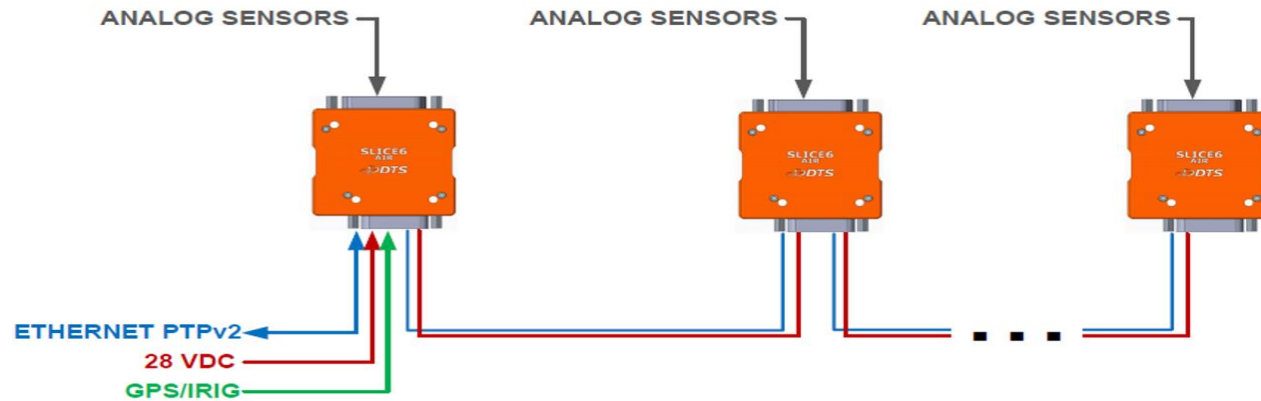 ANALOG SENSORS
ANALOG SENSORS
ANALOG SENSORS
SLICE6
AIR
DTS
SLICE6
AIR
DTS
SLICE6
AIR
DTS
ETHERNET PTPv2
28 VDC
GPS/IRIG